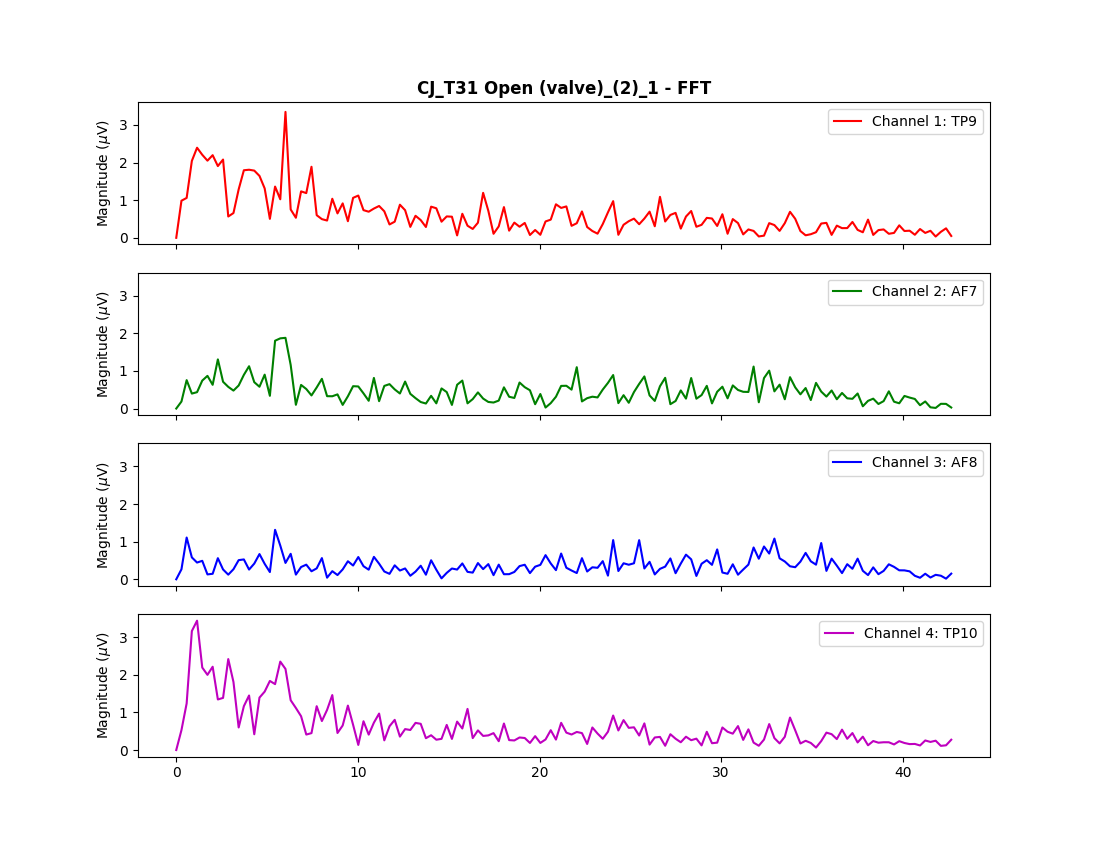 CJ_T31 Open (valve)_(2)_1 - FFT
Magnitude (μV)
3
2
1
0
Channel 1: TP9
Magnitude (μV)
3
2
1
0
Channel 2: AF7
Magnitude (μV)
3
2
1
0
Channel 3: AF8
Magnitude (μV)
3
2
1
0
Channel 4: TP10
0 10 20 30 40